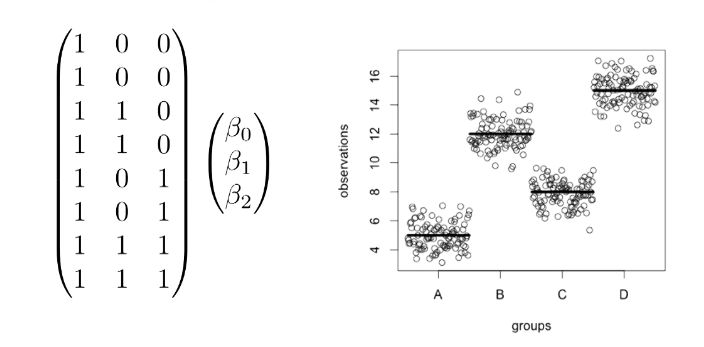 1 0 0
1 0 0
1 1 0
1 1 0
1 0 1
1 0 1
1 1 1
1 1 1
β0
β1
β2
observations
16
14
12
10
8
6
4
A B C D
groups